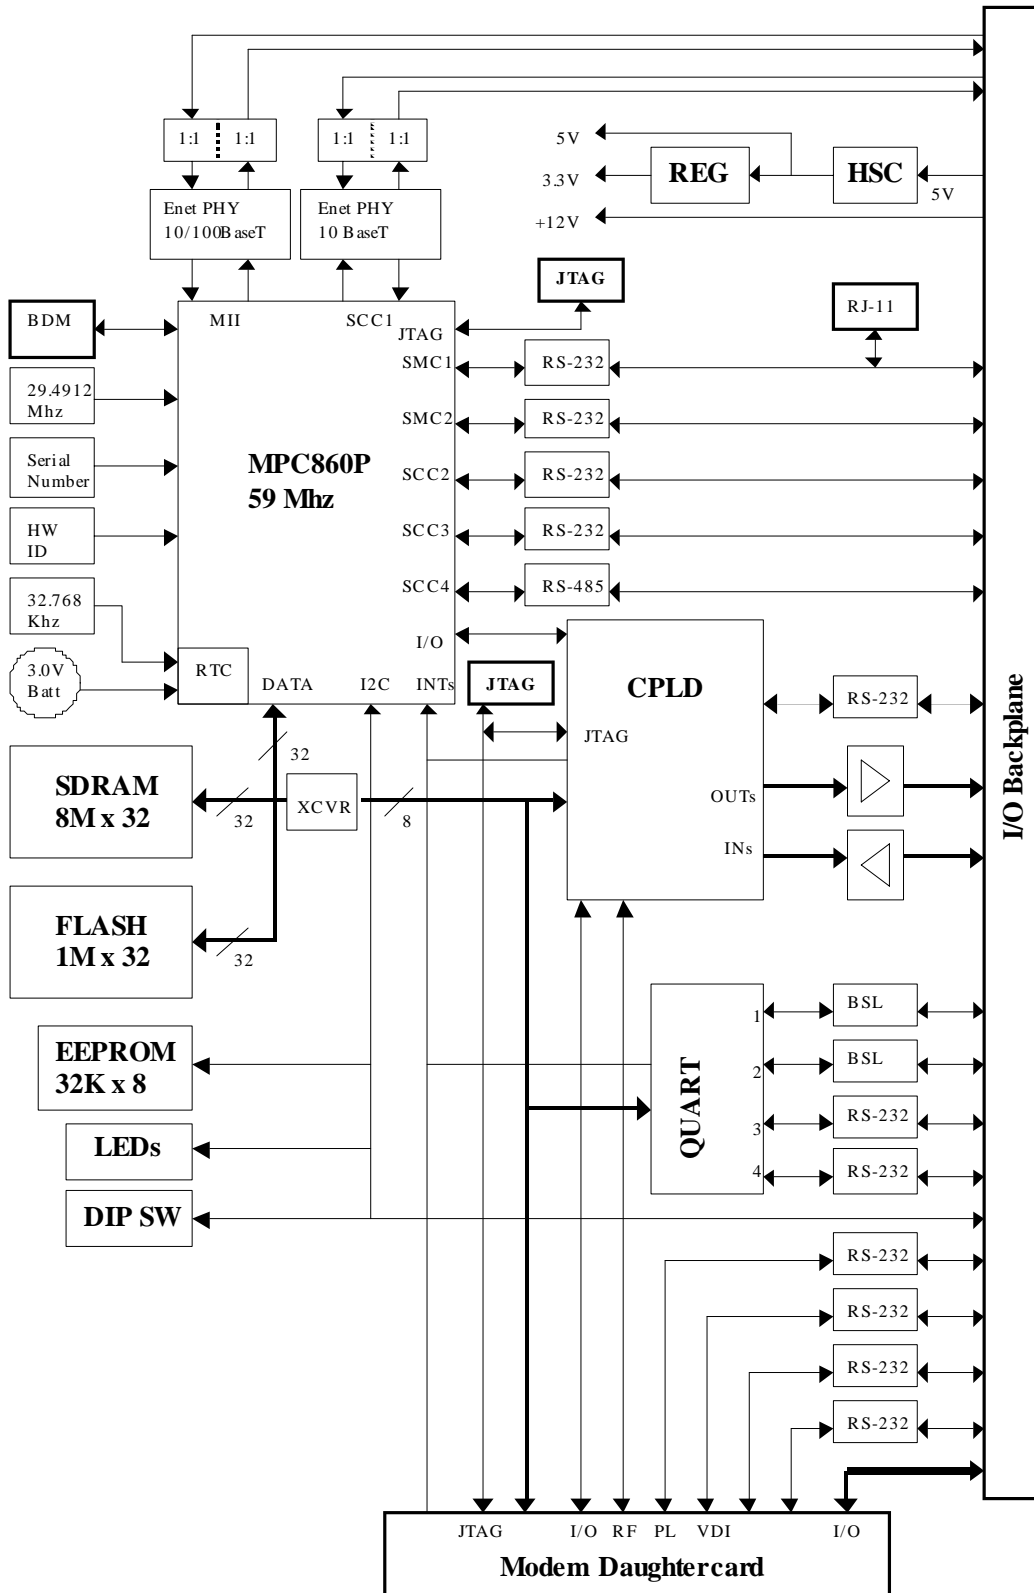 1:1
1:1
1:1
1:1
5V
3.3V
REG
HSC
5V
+12V
Enet PHY
10/100BaseT
Enet PHY
10 BaseT
JTAG
RJ-11
BDM
MII
SCC1
JTAG
SMC1
RS-232
29.4912
Mhz
SMC2
RS-232
Serial
Number
MPC860P
59 Mhz
SCC2
RS-232
HW
ID
SCC3
RS-232
32.768
Khz
SCC4
RS-485
I/O
3.0V
Batt
RTC
DATA
I2C
INTs
JTAG
CPLD
RS-232
JTAG
32
SDRAM
8M x 32
32
XCVR
8
OUTs
INs
I/O Backplane
FLASH
1M x 32
32
EEPROM
32K x 8
QUART
1
BSL
2
BSL
3
RS-232
4
RS-232
LEDs
DIP SW
RS-232
RS-232
RS-232
RS-232
JTAG
I/O
RF
PL
VDI
I/O
Modem Daughtercard